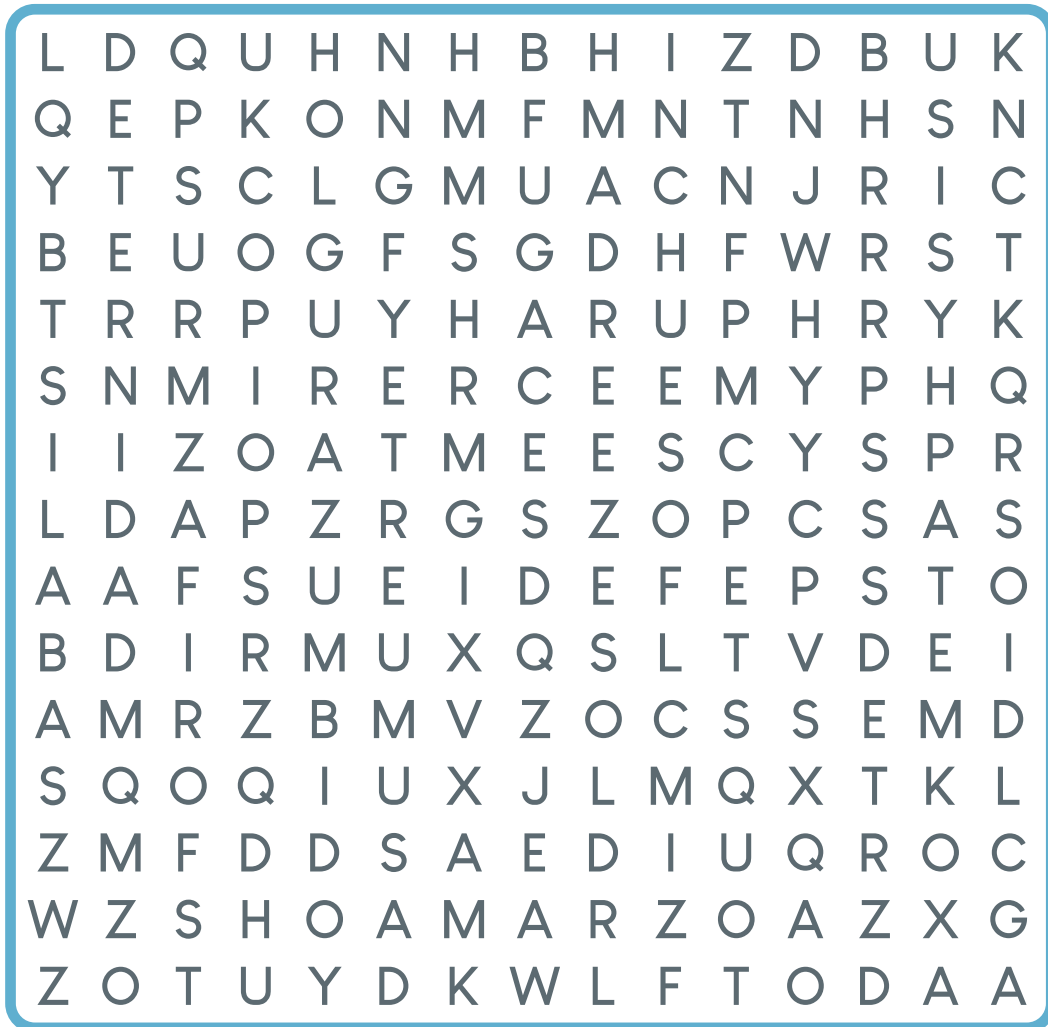 L D Q U H N H B H I Z D B U K
Q E P K O N M F M N T N H S N
Y T S C L G M U A C N J R I C
B E U O G F S G D H F W R S T
T R R P U Y H A R U P H R Y K
S N M I R E R C E E M Y P H Q
I I Z O A T M E E S C Y S P R
L D A P Z R G S Z O P C S A S
A A F S U E I D E F E P S T O
B D I R M U X Q S L T V D E I
A M R Z B M V Z O C S S E M D
S Q O Q I U X J L M Q X T K L
Z M F D D S A E D I U Q R O C
W Z S H O A M A R Z O A Z X G
Z O T U Y D K W L F T O D A A